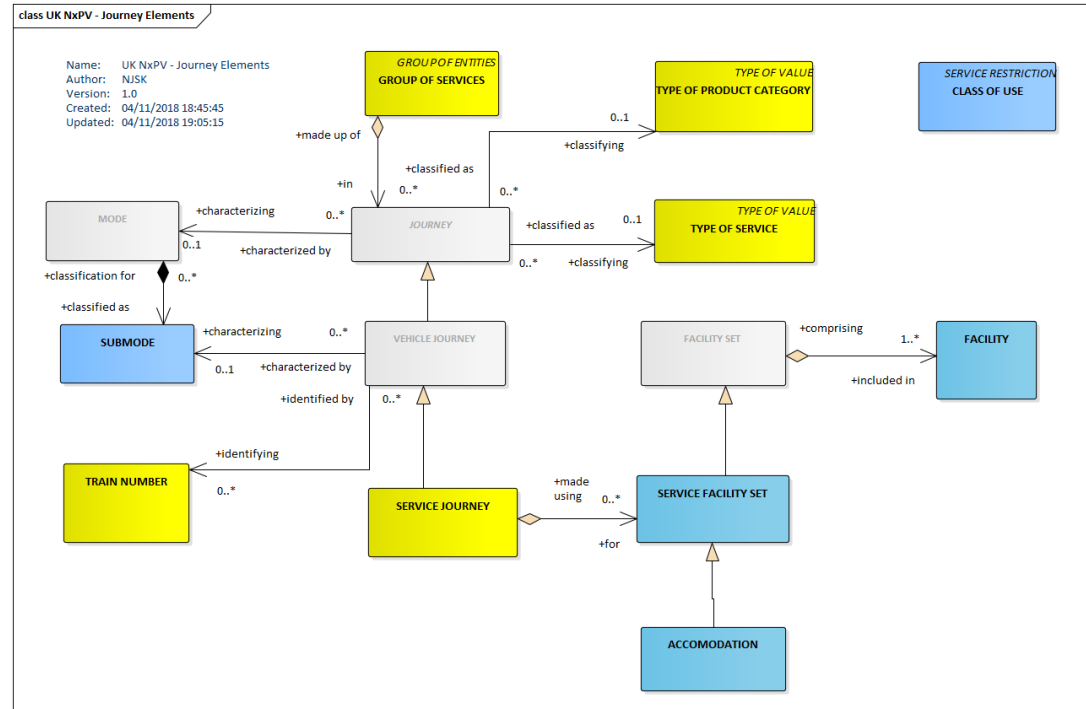 class UK NxPV - Journey Elements
Name: UK NxPV - Journey Elements
Author: NJSK
Version: 1.0
Created: 04/11/2018 18:45:45
Updated: 04/11/2018 19:05:15
GROUP OF ENTITIES
GROUP OF SERVICES
TYPE OF VALUE
TYPE OF PRODUCT CATEGORY
SERVICE RESTRICTION
CLASS OF USE
+made up of
0..1
+classifying
+classified as
+in
0..*
0..*
MODE
+characterizing
0..*
JOURNEY
+classified as
0..1
TYPE OF VALUE
TYPE OF SERVICE
0..1
+characterized by
0..*
+classifying
+classification for
0..*
+classified as
SUBMODE
+characterizing
0..*
VEHICLE JOURNEY
FACILITY SET
+comprising
1..*
FACILITY
0..1
+characterized by
+included in
+identified by
0..*
+identifying
0..*
TRAIN NUMBER
SERVICE JOURNEY
+made
using
0..*
SERVICE FACILITY SET
+for
ACCOMODATION